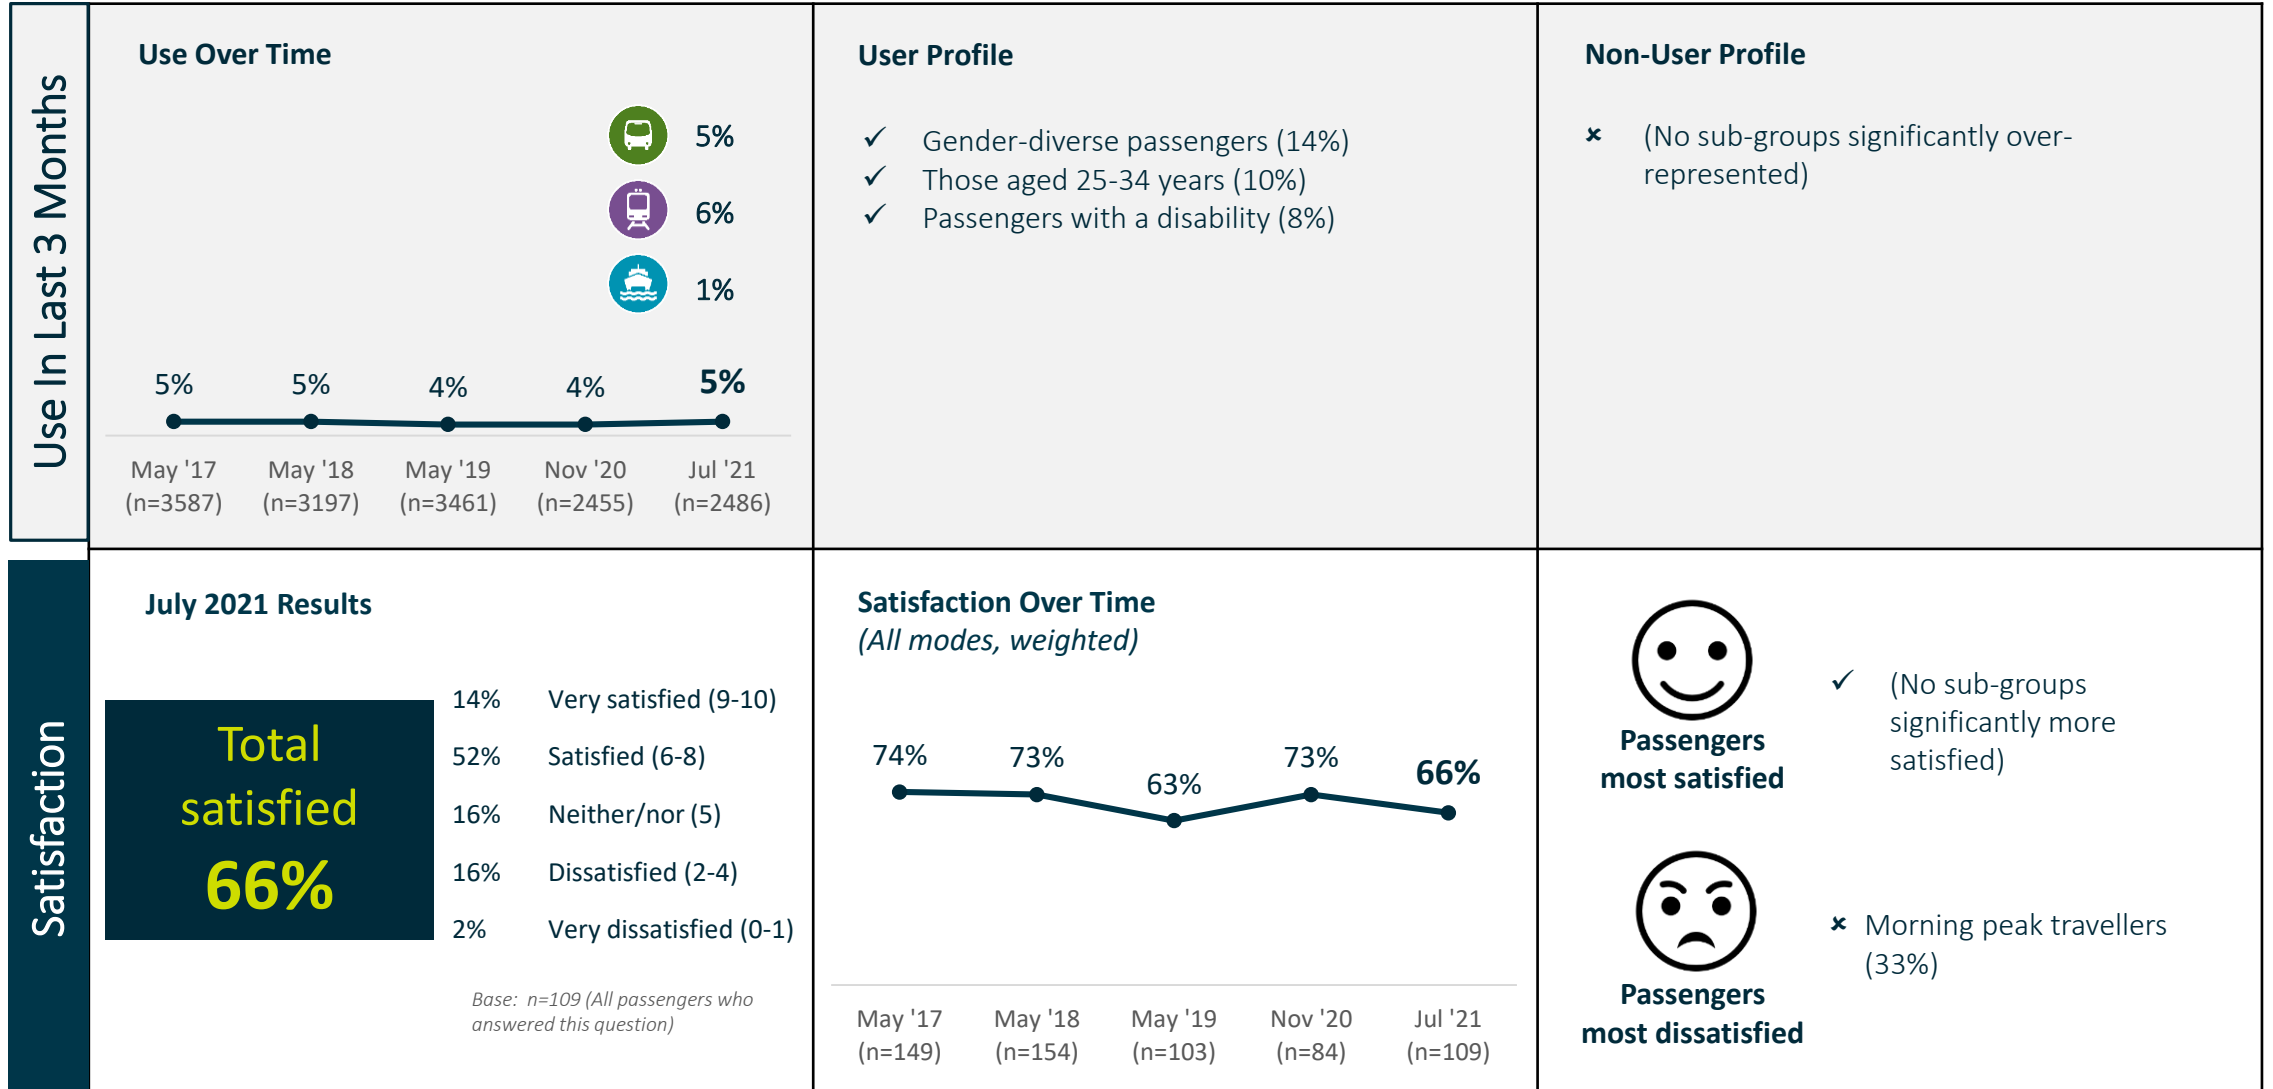 Use In Last 3 Months
Use Over Time
5%
6%
1%
5%
5%
4%
4%
5%
May '17
(n=3587)
May '18
(n=3197)
May '19
(n=3461)
Nov '20
(n=2455)
Jul '21
(n=2486)
User Profile
✓ Gender-diverse passengers (14%)
✓ Those aged 25-34 years (10%)
✓ Passengers with a disability (8%)
Non-User Profile
× (No sub-groups significantly over-
represented)
Satisfaction
July 2021 Results
Total
satisfied
66%
14% Very satisfied (9-10)
52% Satisfied (6-8)
16% Neither/nor (5)
16% Dissatisfied (2-4)
2% Very dissatisfied (0-1)
Base: n=109 (All passengers who
answered this question)
Satisfaction Over Time
(All modes, weighted)
74%
73%
63%
73%
66%
May '17
(n=149)
May '18
(n=154)
May '19
(n=103)
Nov '20
(n=84)
Jul '21
(n=109)
Passengers
most satisfied
✓ (No sub-groups
significantly more
satisfied)
Passengers
most dissatisfied
× Morning peak travellers
(33%)